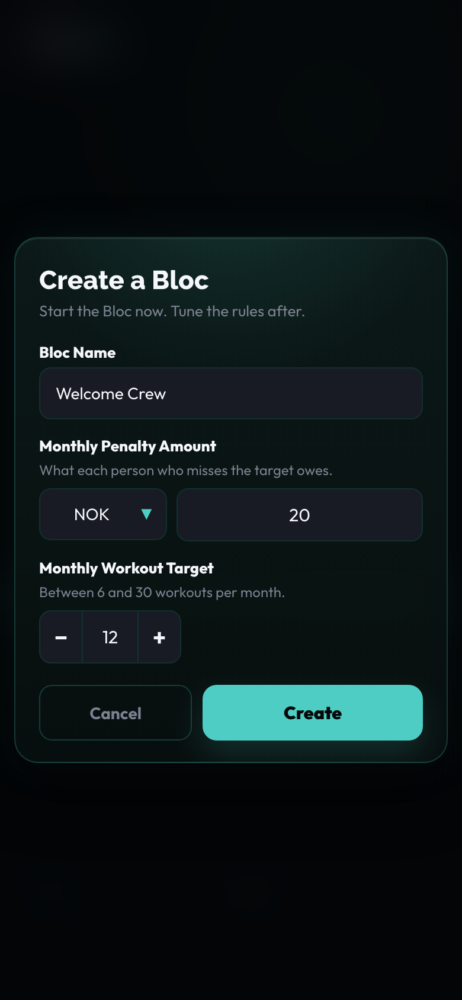 Create a Bloc
Start the Bloc now. Tune the rules after.
Bloc Name
Welcome Crew
Monthly Penalty Amount
What each person who misses the target owes.
NOK ▼ 20
Monthly Workout Target
Between 6 and 30 workouts per month.
− 12 +
Cancel Create